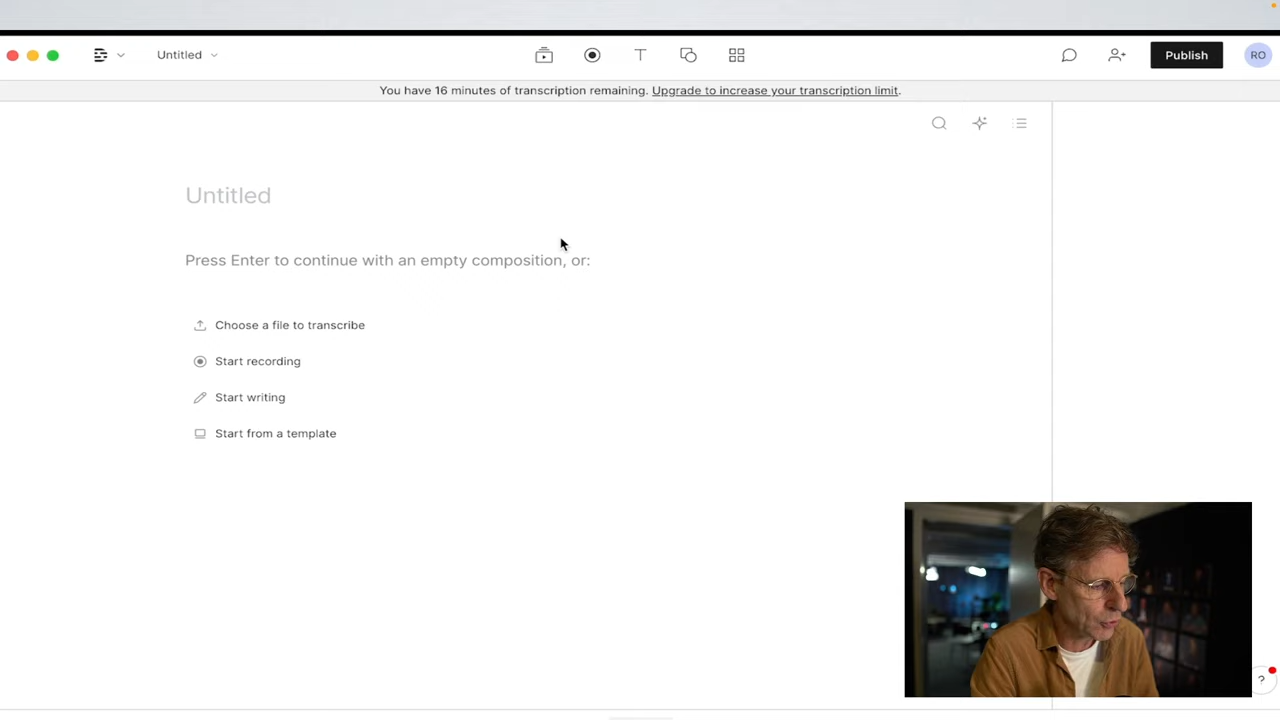 Untitled
Publish
RO
You have 16 minutes of transcription remaining. Upgrade to increase your transcription limit.
Untitled
Press Enter to continue with an empty composition, or:
Choose a file to transcribe
Start recording
Start writing
Start from a template
?